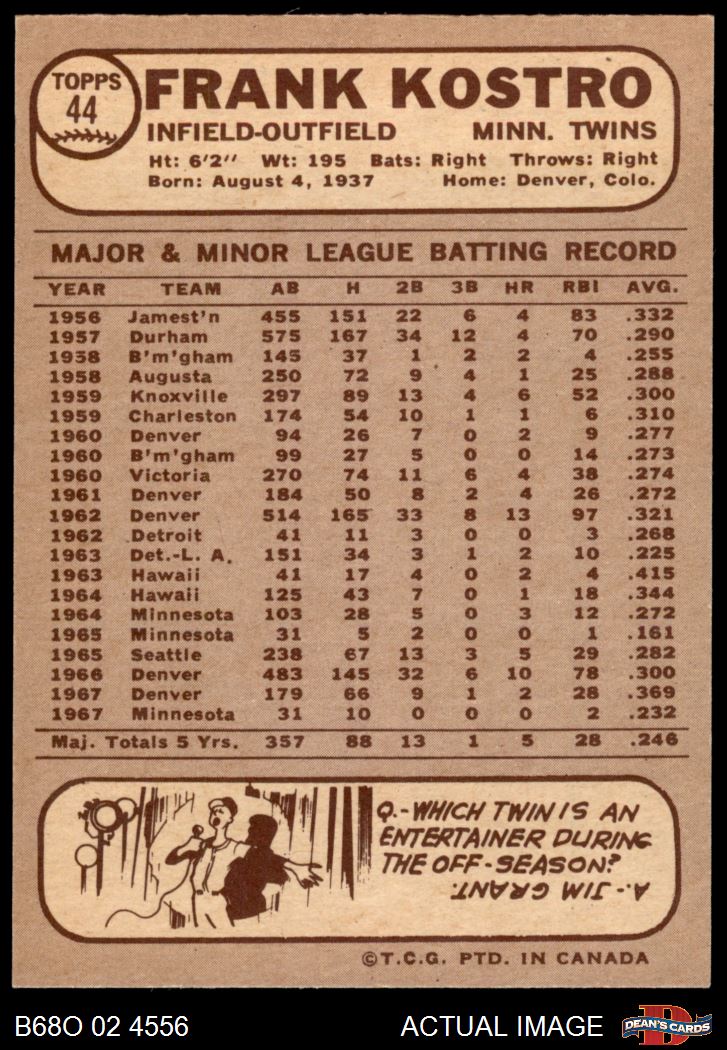 TOPPS
44
FRANK KOSTRO
INFIELD-OUTFIELD MINN. TWINS
Ht: 6'2" Wt: 195 Bats: Right Throws: Right
Born: August 4, 1937 Home: Denver, Colo.
MAJOR & MINOR LEAGUE BATTING RECORD
YEAR TEAM AB H 2B 3B HR RBI AVG.
1956 Jamest'n 455 151 22 6 4 83 .332
1957 Durham 575 167 34 12 4 70 .290
1958 B'm'gham 145 37 1 2 2 4 .255
1958 Augusta 250 72 9 4 1 25 .288
1959 Knoxville 297 89 13 4 6 52 .300
1959 Charleston 174 54 10 1 1 6 .310
1960 Denver 94 26 7 0 2 9 .277
1960 B'm'gham 99 27 5 0 0 14 .273
1960 Victoria 270 74 11 6 4 38 .274
1961 Denver 184 50 8 2 4 26 .272
1962 Denver 514 165 33 8 13 97 .321
1962 Detroit 41 11 3 0 0 3 .268
1963 Det.-L. A. 151 34 3 1 2 10 .225
1963 Hawaii 41 17 4 0 2 4 .415
1964 Hawaii 125 43 7 0 1 18 .344
1964 Minnesota 103 28 5 0 3 12 .272
1965 Minnesota 31 5 2 0 0 1 .161
1965 Seattle 238 67 13 3 5 29 .282
1966 Denver 483 145 32 6 10 78 .300
1967 Denver 179 66 9 1 2 28 .369
1967 Minnesota 31 10 0 0 0 2 .232
Maj. Totals 5 Yrs. 357 88 13 1 5 28 .246
Q.-WHICH TWIN IS AN
ENTERTAINER DURING
THE OFF-SEASON?
A.-JIM GRANT.
©T.C.G. PTD. IN CANADA
B68O 02 4556 ACTUAL IMAGE
D
DEAN'S CARDS